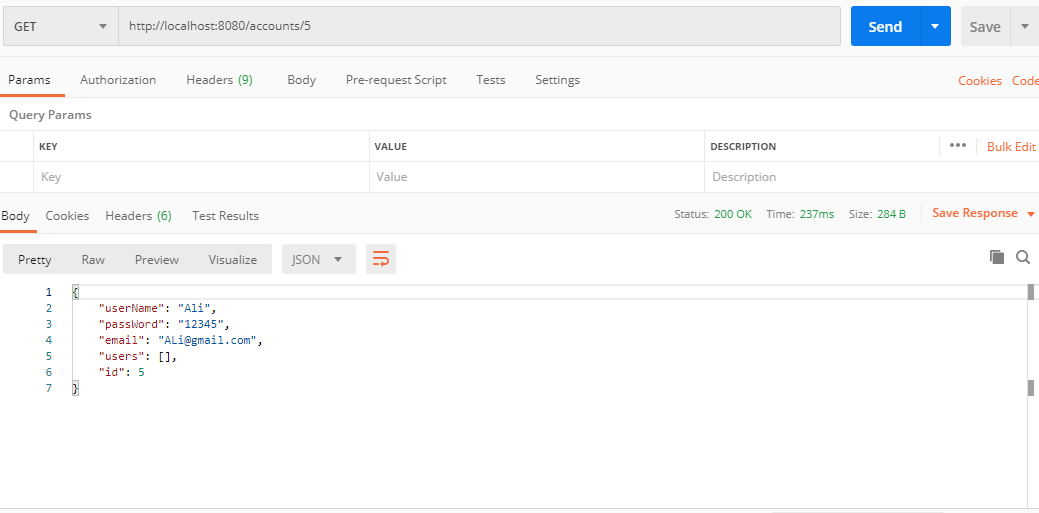 GET http://localhost:8080/accounts/5 Send Save
Params Authorization Headers (9) Body Pre-request Script Tests Settings Cookies Code
Query Params
KEY VALUE DESCRIPTION ••• Bulk Edit
Key Value Description
Body Cookies Headers (6) Test Results Status: 200 OK Time: 237ms Size: 284 B Save Response
Pretty Raw Preview Visualize JSON
1 {
2 "userName": "Ali",
3 "passWord": "12345",
4 "email": "ALi@gmail.com",
5 "users": [],
6 "id": 5
7 }